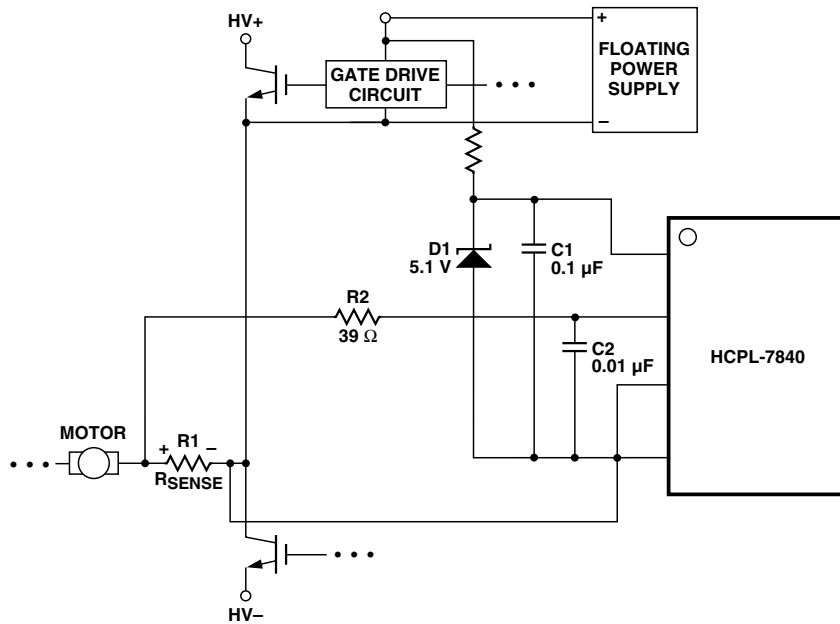 HV+
+
FLOATING
POWER
SUPPLY
−
GATE DRIVE
CIRCUIT
• • •
D1
5.1 V
C1
0.1 µF
R2
39 Ω
C2
0.01 µF
HCPL-7840
MOTOR
+ R1 −
RSENSE
• • •
• • •
HV−